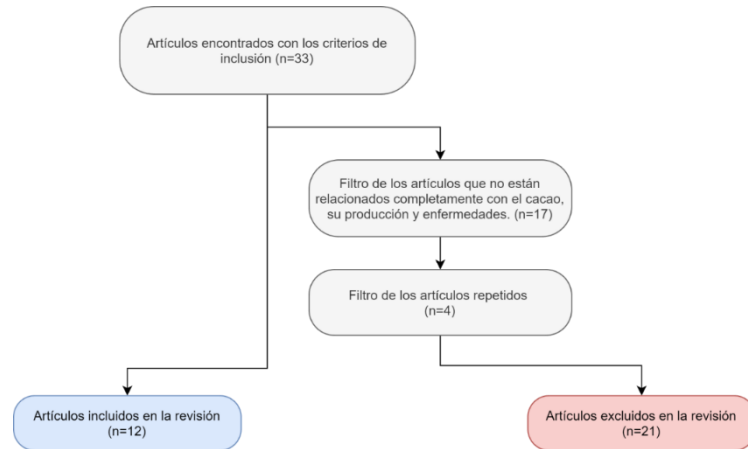 Artículos encontrados con los criterios de
inclusión (n=33)
Filtro de los artículos que no están
relacionados completamente con el cacao,
su producción y enfermedades. (n=17)
Filtro de los artículos repetidos
(n=4)
Artículos incluidos en la revisión
(n=12)
Artículos excluidos en la revisión
(n=21)